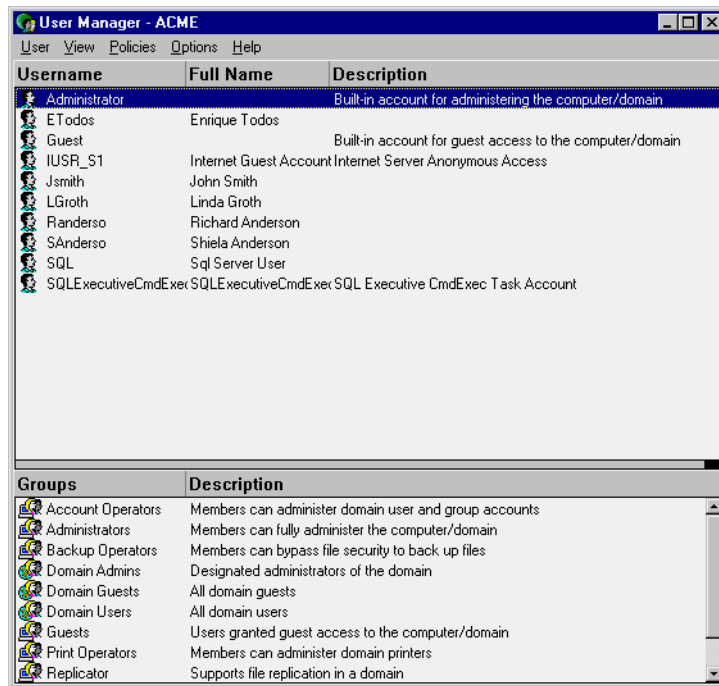 User Manager - ACME
User View Policies Options Help
Username Full Name Description
Administrator Built-in account for administering the computer/domain
ETodos Enrique Todos
Guest Built-in account for guest access to the computer/domain
IUSR_S1 Internet Guest Account Internet Server Anonymous Access
Jsmith John Smith
LGroth Linda Groth
Randerso Richard Anderson
SAnderso Shiela Anderson
SQL Sql Server User
SQLExecutiveCmdExec SQLExecutiveCmdExec SQL Executive CmdExec Task Account
Groups Description
Account Operators Members can administer domain user and group accounts
Administrators Members can fully administer the computer/domain
Backup Operators Members can bypass file security to back up files
Domain Admins Designated administrators of the domain
Domain Guests All domain guests
Domain Users All domain users
Guests Users granted guest access to the computer/domain
Print Operators Members can administer domain printers
Replicator Supports file replication in a domain